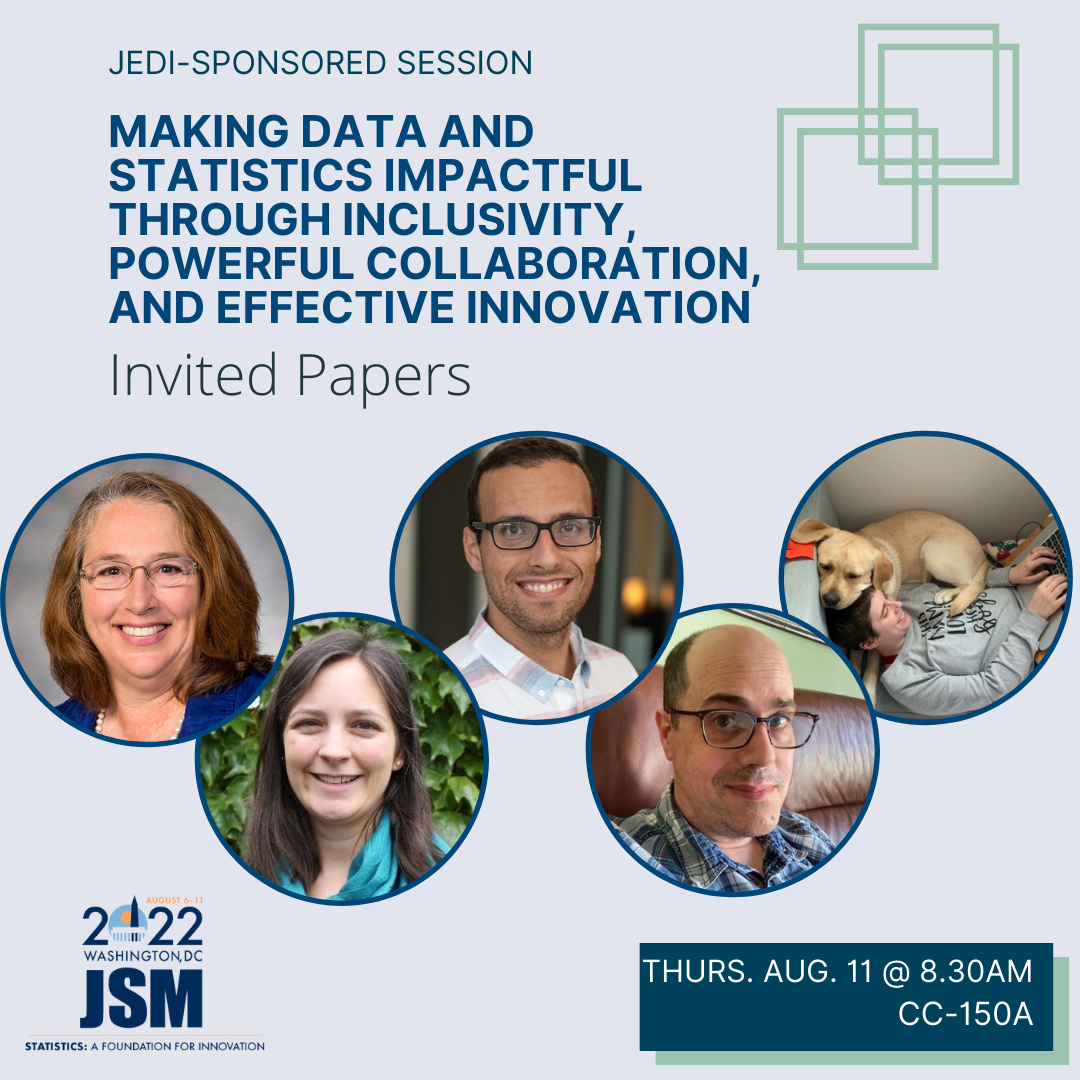 JEDI-SPONSORED SESSION
MAKING DATA AND
STATISTICS IMPACTFUL
THROUGH INCLUSIVITY,
POWERFUL COLLABORATION,
AND EFFECTIVE INNOVATION
Invited Papers
AUGUST 6–11
2022
WASHINGTON, DC
JSM
STATISTICS: A FOUNDATION FOR INNOVATION
THURS. AUG. 11 @ 8.30AM
CC-150A